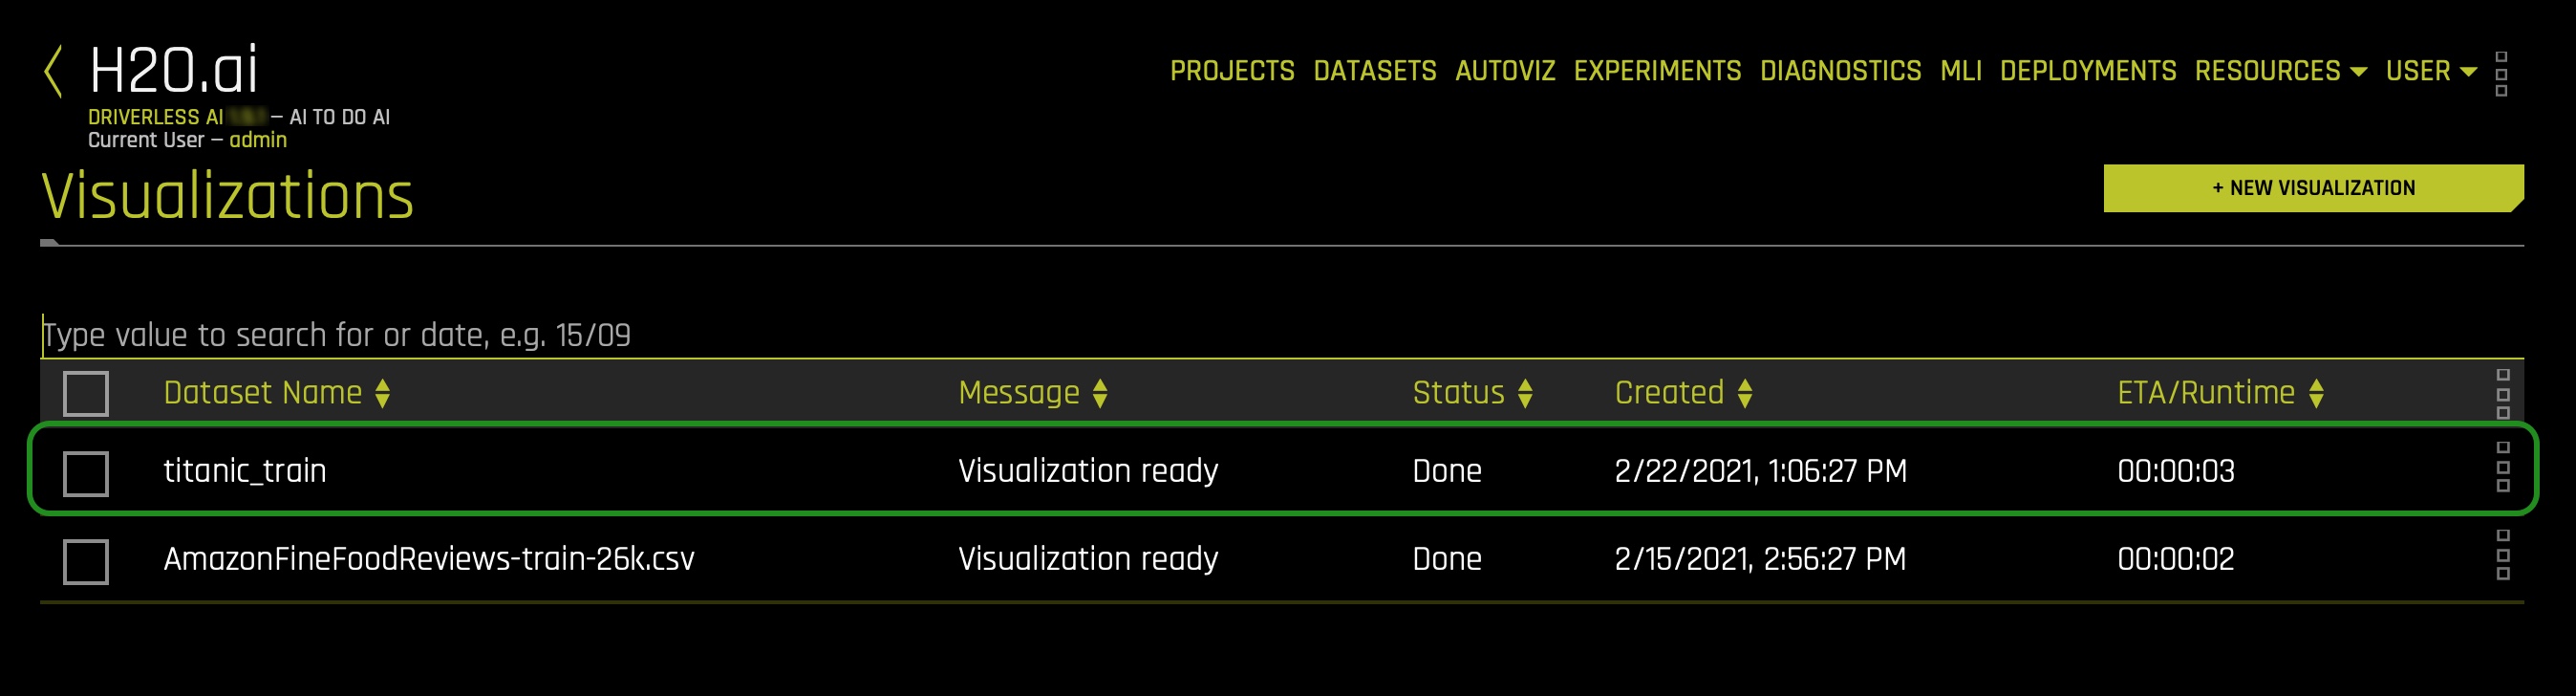 H2O.ai
PROJECTS DATASETS AUTOVIZ EXPERIMENTS DIAGNOSTICS MLI DEPLOYMENTS RESOURCES USER
DRIVERLESS AI — AI TO DO AI
Current User — admin
Visualizations
+ NEW VISUALIZATION
Type value to search for or date, e.g. 15/09
Dataset Name Message Status Created ETA/Runtime
titanic_train Visualization ready Done 2/22/2021, 1:06:27 PM 00:00:03
AmazonFineFoodReviews-train-26k.csv Visualization ready Done 2/15/2021, 2:56:27 PM 00:00:02